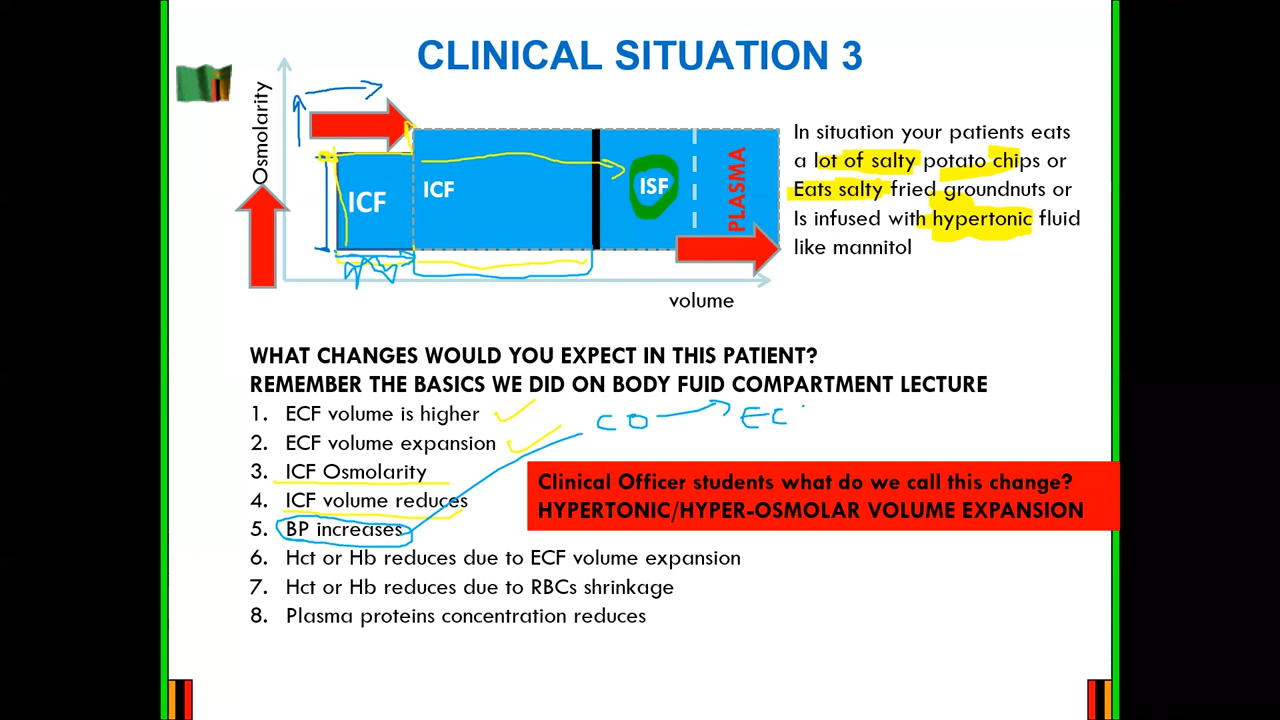 CLINICAL SITUATION 3
Osmolarity
ICF
ICF
ISF
PLASMA
volume
In situation your patients eats
a lot of salty potato chips or
Eats salty fried groundnuts or
Is infused with hypertonic fluid
like mannitol
WHAT CHANGES WOULD YOU EXPECT IN THIS PATIENT?
REMEMBER THE BASICS WE DID ON BODY FUID COMPARTMENT LECTURE
1. ECF volume is higher
2. ECF volume expansion
3. ICF Osmolarity
4. ICF volume reduces
5. BP increases
6. Hct or Hb reduces due to ECF volume expansion
7. Hct or Hb reduces due to RBCs shrinkage
8. Plasma proteins concentration reduces
CO → EC
Clinical Officer students what do we call this change?
HYPERTONIC/HYPER-OSMOLAR VOLUME EXPANSION